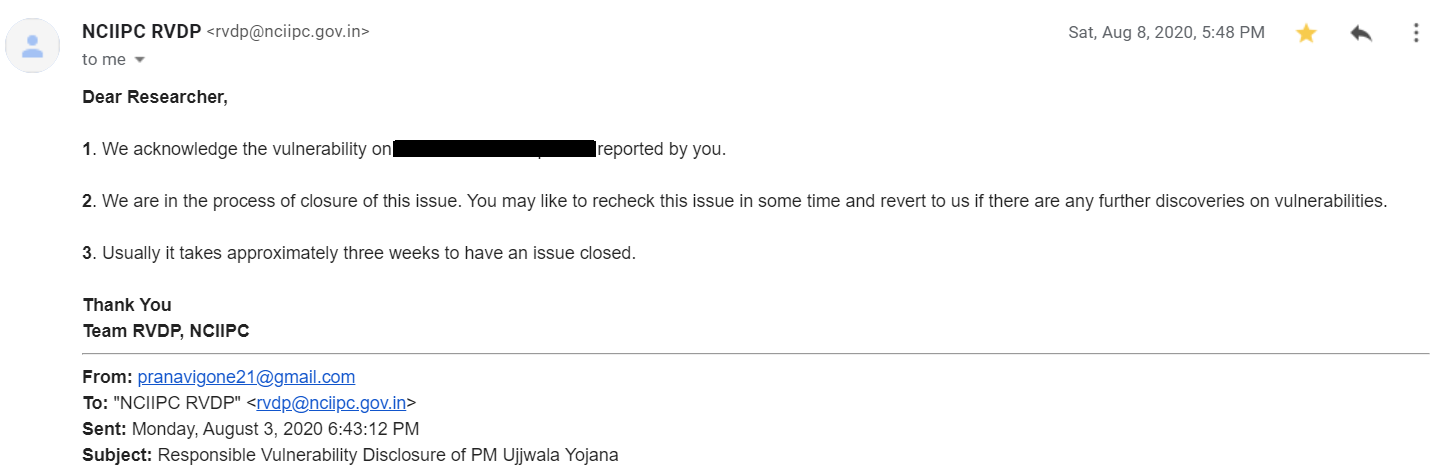 NCIIPC RVDP <rvdp@nciipc.gov.in>
Sat, Aug 8, 2020, 5:48 PM
to me
Dear Researcher,
1. We acknowledge the vulnerability on reported by you.
2. We are in the process of closure of this issue. You may like to recheck this issue in some time and revert to us if there are any further discoveries on vulnerabilities.
3. Usually it takes approximately three weeks to have an issue closed.
Thank You
Team RVDP, NCIIPC
From: pranavigone21@gmail.com
To: "NCIIPC RVDP" <rvdp@nciipc.gov.in>
Sent: Monday, August 3, 2020 6:43:12 PM
Subject: Responsible Vulnerability Disclosure of PM Ujjwala Yojana